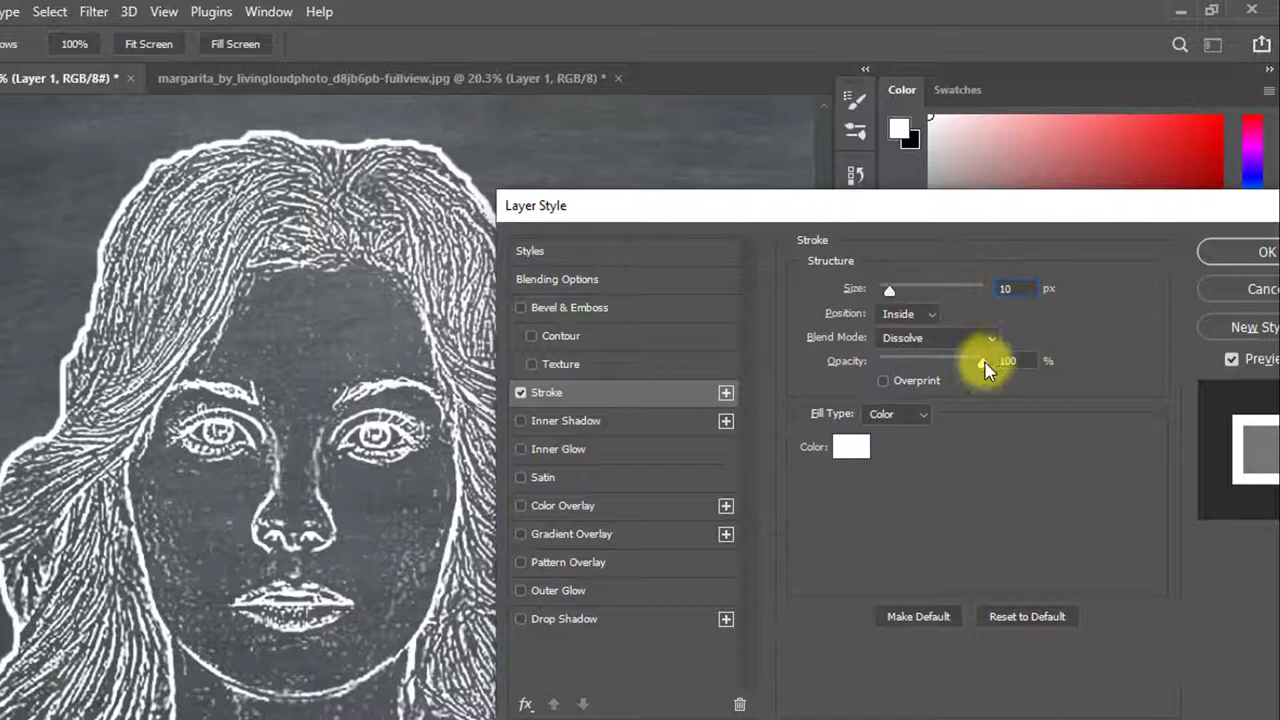 ype Select Filter 3D View Plugins Window Help
ows 100% Fit Screen Fill Screen
% (Layer 1, RGB/8#) * × margarita_by_livingloudphoto_d8jb6pb-fullview.jpg @ 20.3% (Layer 1, RGB/8) * ×
Color Swatches
Layer Style
Styles
Blending Options
Bevel & Emboss
Contour
Texture
Stroke
Inner Shadow
Inner Glow
Satin
Color Overlay
Gradient Overlay
Pattern Overlay
Outer Glow
Drop Shadow
fx
Stroke
Structure
Size: 10 px
Position: Inside
Blend Mode: Dissolve
Opacity: 100 %
Overprint
Fill Type: Color
Color:
Make Default Reset to Default
OK
Canc
New Sty
Previe